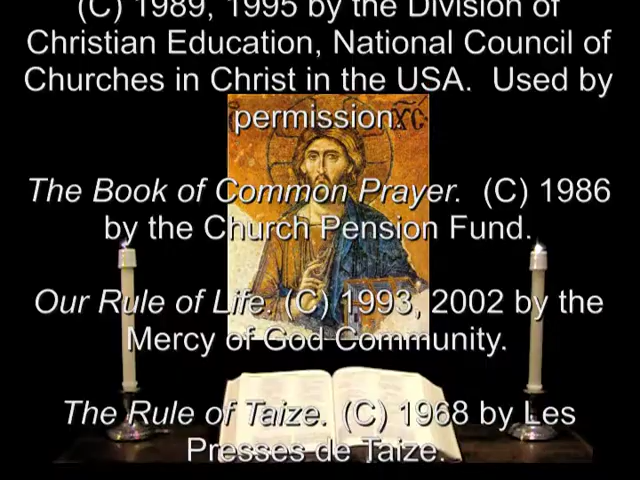 (C) 1989, 1995 by the Division of
Christian Education, National Council of
Churches in Christ in the USA.  Used by
permission.
The Book of Common Prayer.  (C) 1986
by the Church Pension Fund.
Our Rule of Life. (C) 1993, 2002 by the
Mercy of God Community.
The Rule of Taize. (C) 1968 by Les
Presses de Taize.